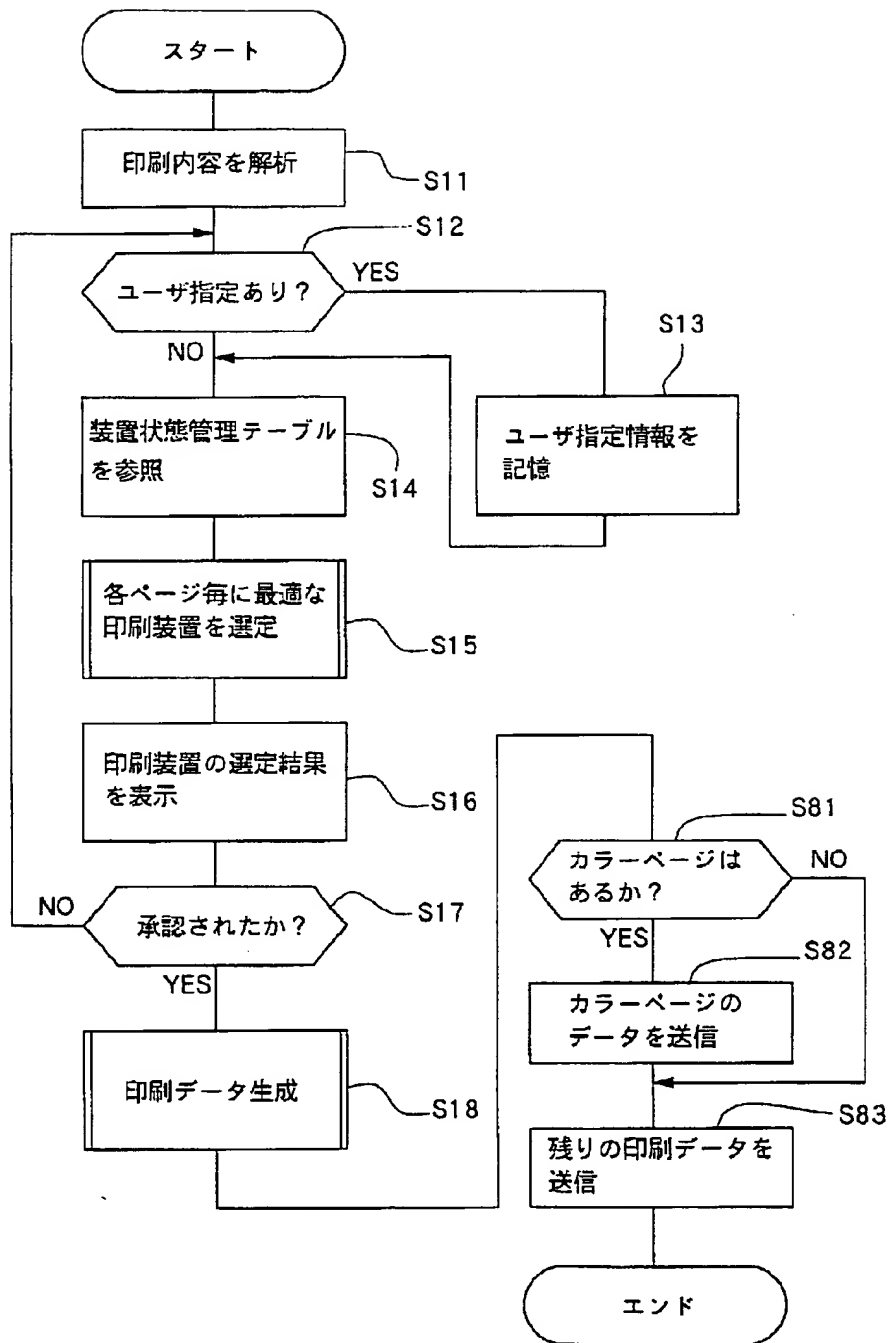 スタート
印刷内容を解析
S11
S12
ユーザ指定あり？
YES
NO
S13
ユーザ指定情報を
記憶
装置状態管理テーブル
を参照
S14
各ページ毎に最適な
印刷装置を選定
S15
印刷装置の選定結果
を表示
S16
NO
承認されたか？
S17
YES
印刷データ生成
S18
S81
カラーページは
あるか？
NO
YES
S82
カラーページの
データを送信
S83
残りの印刷データを
送信
エンド